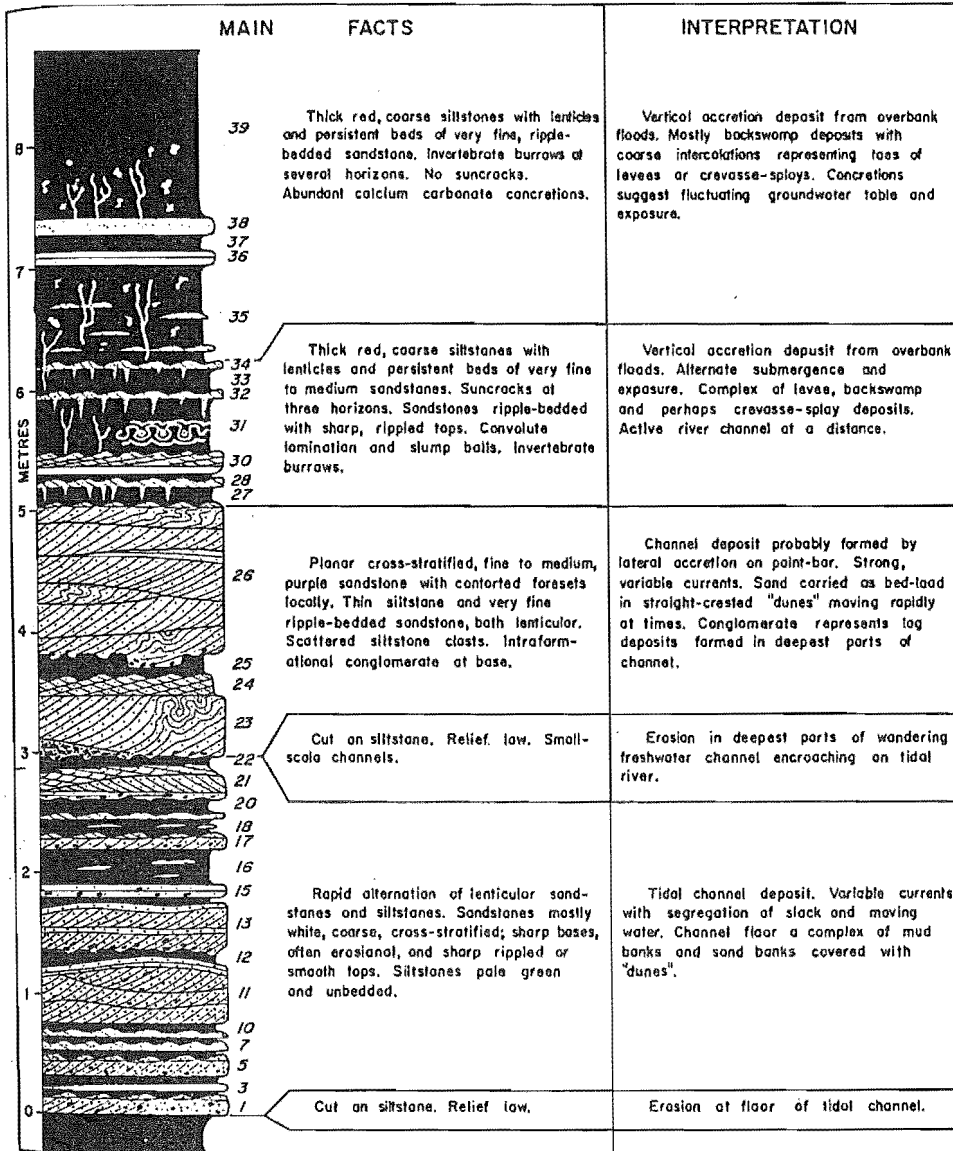 MAIN FACTS
INTERPRETATION
METRES
8
7
6
5
4
3
2
1
0
39
38
37
36
35
34
33
32
31
30
28
27
26
25
24
23
22
21
20
18
17
16
15
13
12
11
10
7
5
3
1
Thick red, coarse siltstones with lenticles
and persistent beds of very fine, ripple-
bedded sandstone. Invertebrate burrows at
several horizons. No suncracks.
Abundant calcium carbonate concretions.
Vertical accretion deposit from overbank
floods. Mostly backswamp deposits with
coarse intercalations representing toes of
levees or crevasse-splays. Concretions
suggest fluctuating groundwater table and
exposure.
Thick red, coarse siltstones with
lenticles and persistent beds of very fine
to medium sandstones. Suncracks at
three horizons. Sandstones ripple-bedded
with sharp, rippled tops. Convolute
lamination and slump balls. Invertebrate
burrows.
Vertical accretion deposit from overbank
floods. Alternate submergence and
exposure. Complex of levee, backswamp
and perhaps crevasse-splay deposits.
Active river channel at a distance.
Planar cross-stratified, fine to medium,
purple sandstone with contorted foresets
locally. Thin siltstone and very fine
ripple-bedded sandstone, both lenticular.
Scattered siltstone clasts. Intraform-
ational conglomerate at base.
Channel deposit probably formed by
lateral accretion on point-bar. Strong,
variable currents. Sand carried as bed-load
in straight-crested "dunes" moving rapidly
at times. Conglomerate represents lag
deposits formed in deepest parts of
channel.
Cut on siltstone. Relief low. Small-
scale channels.
Erosion in deepest parts of wandering
freshwater channel encroaching on tidal
river.
Rapid alternation of lenticular sand-
stones and siltstones. Sandstones mostly
white, coarse, cross-stratified; sharp bases,
often erosional, and sharp rippled or
smooth tops. Siltstones pale green
and unbedded.
Tidal channel deposit. Variable currents
with segregation of slack and moving
water. Channel floor a complex of mud
banks and sand banks covered with
"dunes".
Cut on siltstone. Relief low.
Erosion at floor of tidal channel.